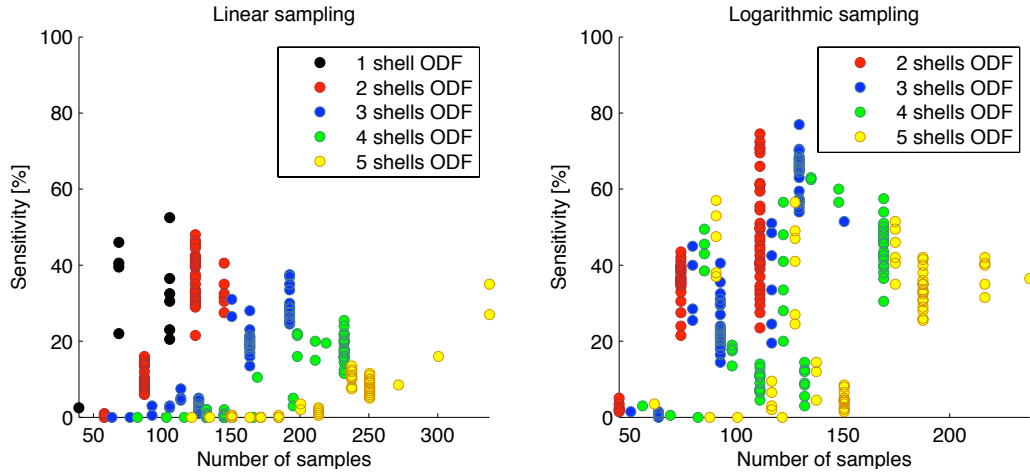 Linear sampling
100
80
60
40
20
0
Sensitivity [%]
50
100
150
200
250
300
Number of samples
1 shell ODF
2 shells ODF
3 shells ODF
4 shells ODF
5 shells ODF
Logarithmic sampling
100
80
60
40
20
0
Sensitivity [%]
50
100
150
200
Number of samples
2 shells ODF
3 shells ODF
4 shells ODF
5 shells ODF